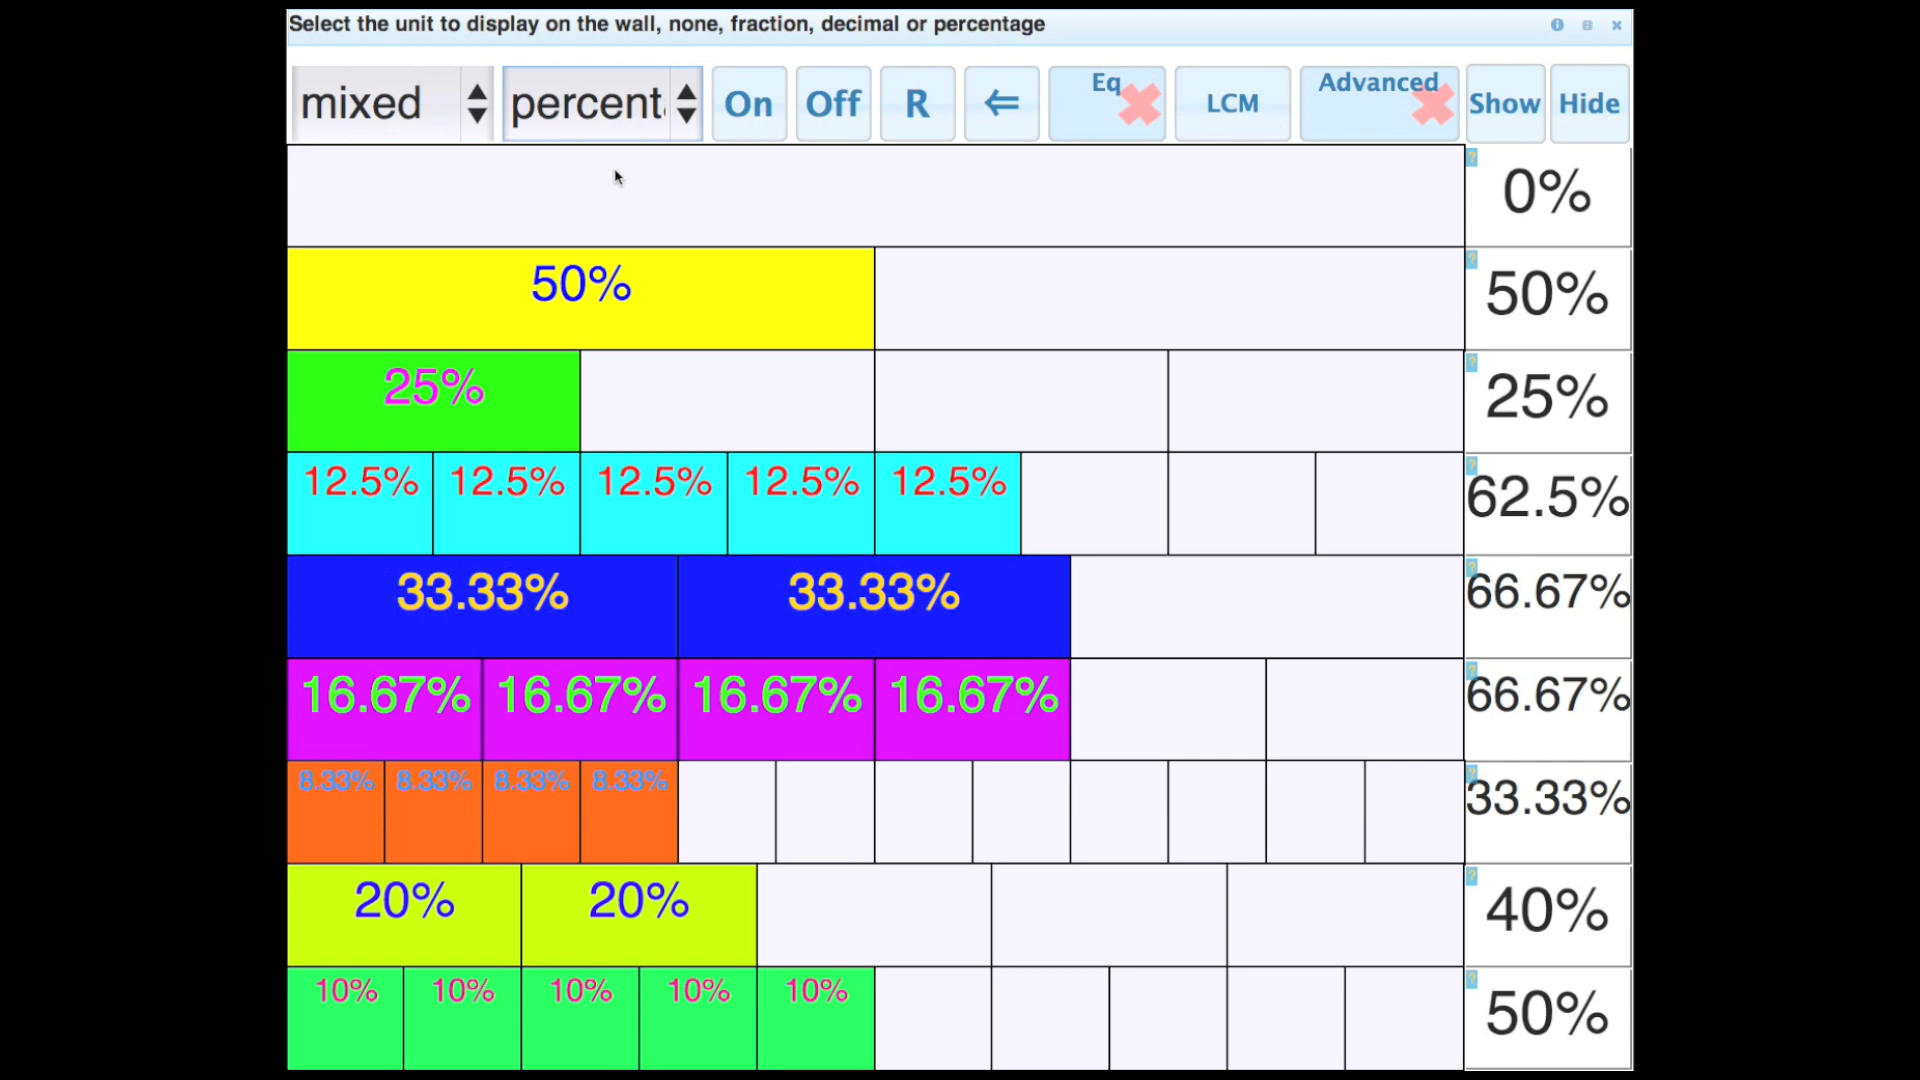 Select the unit to display on the wall, none, fraction, decimal or percentage
mixed percent On Off R ⇐ Eq LCM Advanced Show Hide
? 0%
50% ? 50%
25% ? 25%
12.5% 12.5% 12.5% 12.5% 12.5% ? 62.5%
33.33% 33.33% ? 66.67%
16.67% 16.67% 16.67% 16.67% ? 66.67%
8.33% 8.33% 8.33% 8.33% ? 33.33%
20% 20% ? 40%
10% 10% 10% 10% 10% ? 50%